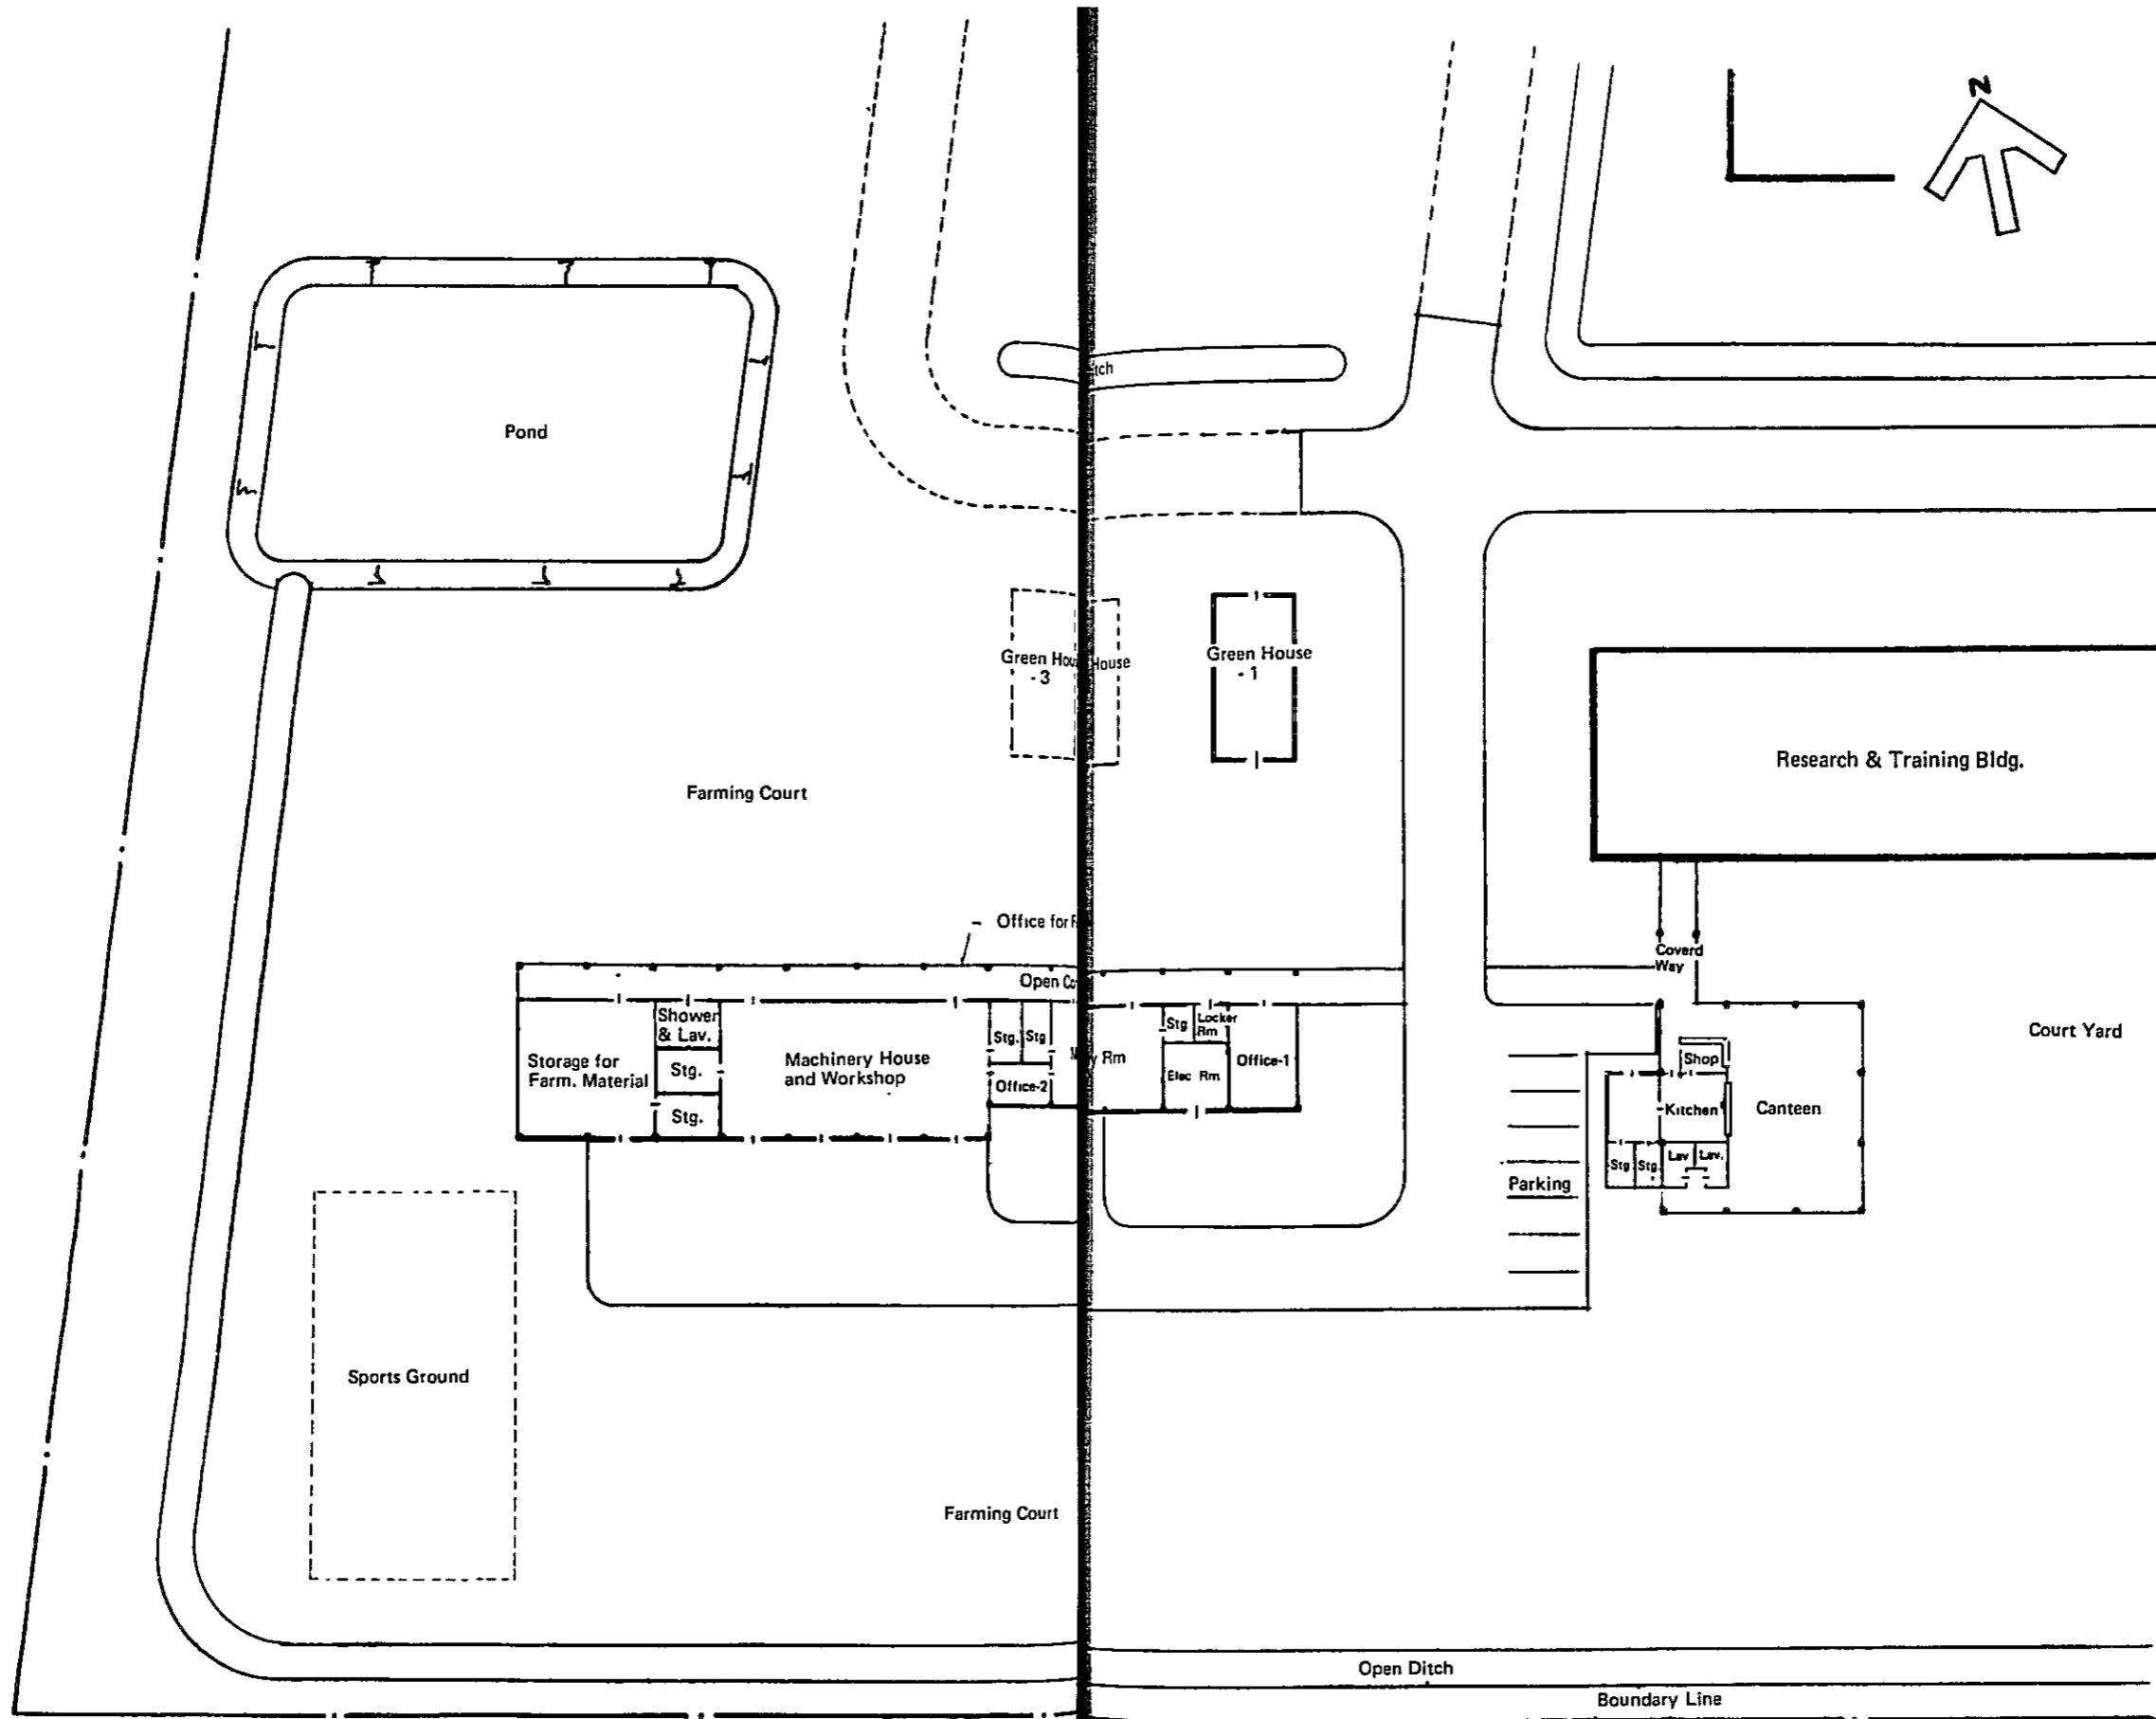 N
tch
Pond
Green House
- 3
House
Green House
- 1
Research & Training Bldg.
Farming Court
Office for
Coverd
Way
Open
Shower
& Lav.
Storage for
Farm. Material
Stg.
Stg.
Machinery House
and Workshop
Stg.
Stg
Office-2
Rm
Stg
Locker
Rm
Elec Rm
Office-1
Shop
Kitchen
Canteen
Court Yard
Stg
Stg.
Lav
Lav.
Parking
Sports Ground
Farming Court
Open Ditch
Boundary Line